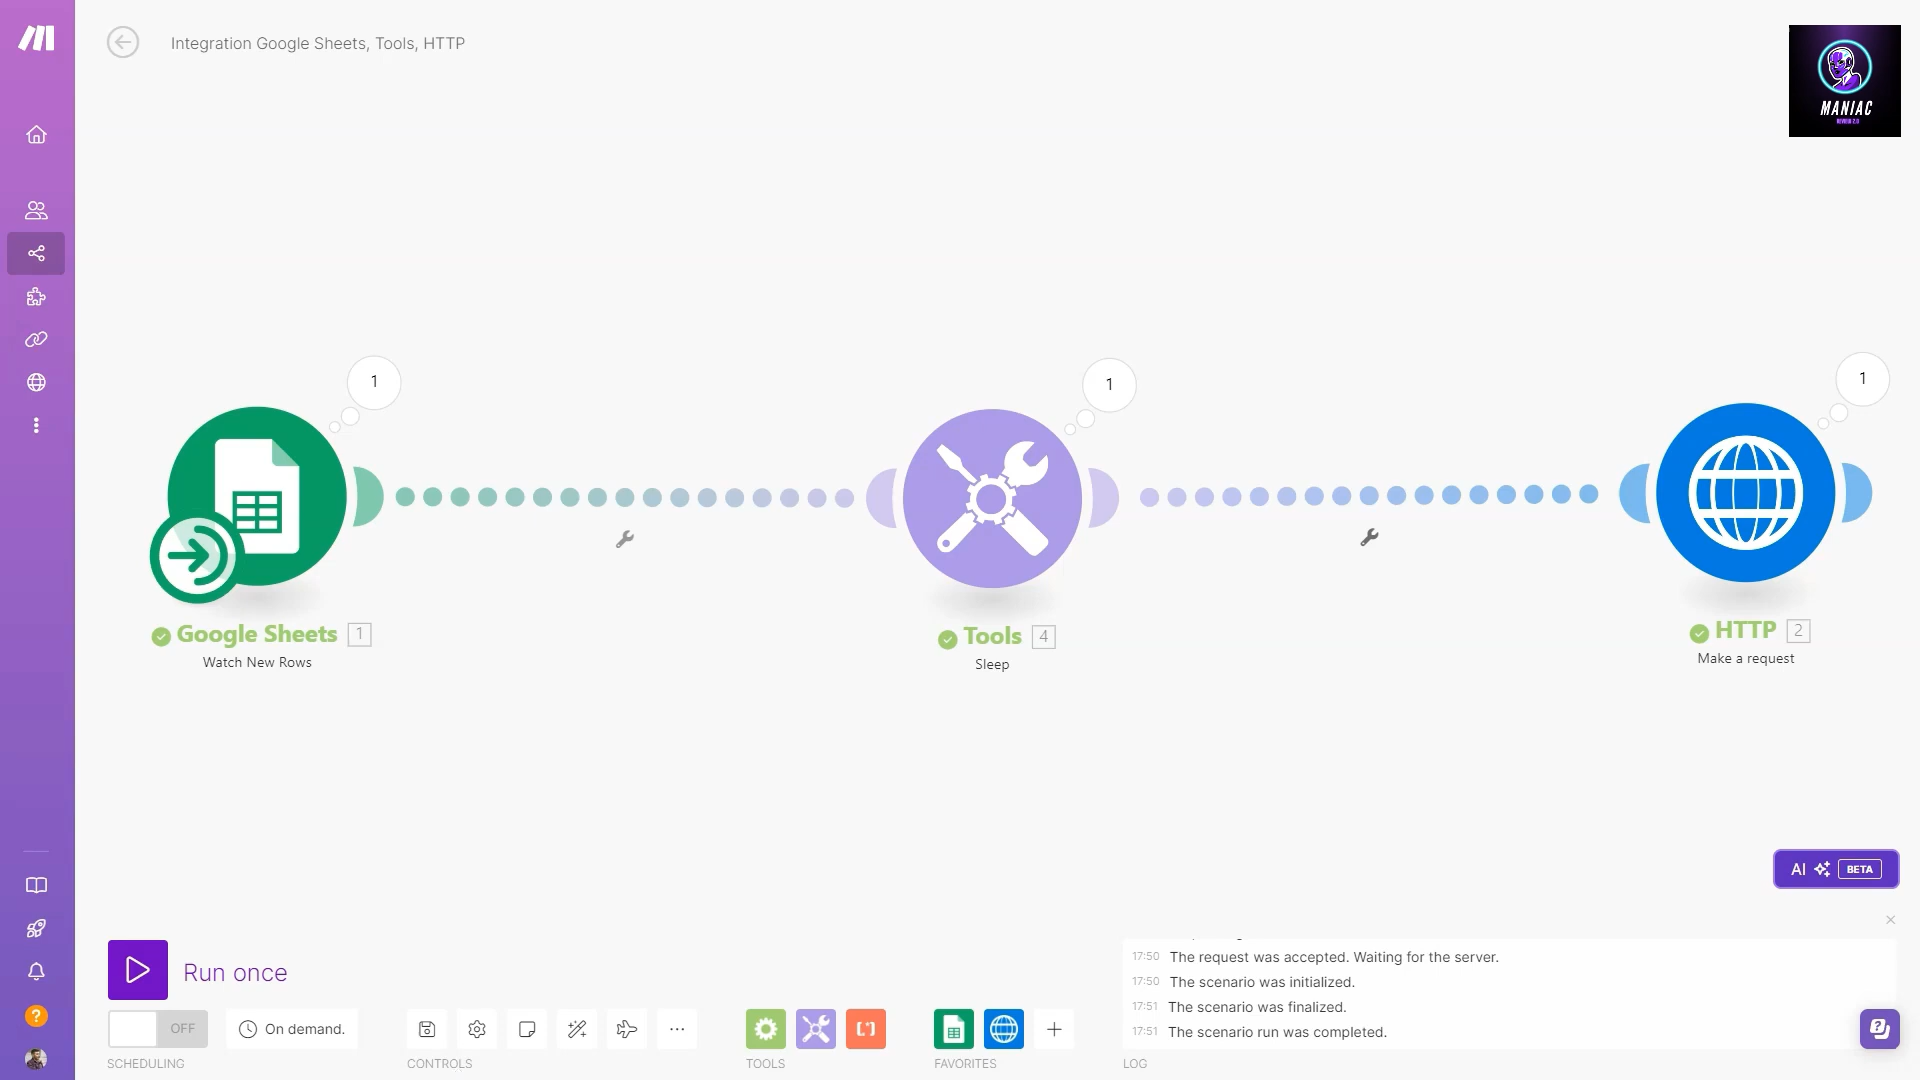 Integration Google Sheets, Tools, HTTP
MANIAC
1
1
1
Google Sheets 1
Watch New Rows
Tools 4
Sleep
HTTP 2
Make a request
AI BETA
Run once
17:50 The request was accepted. Waiting for the server.
17:50 The scenario was initialized.
17:51 The scenario was finalized.
17:51 The scenario run was completed.
OFF
On demand.
SCHEDULING
CONTROLS
TOOLS
FAVORITES
LOG